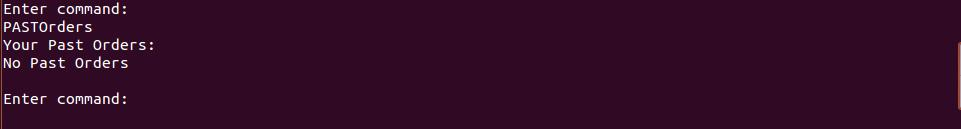 Enter command:
PASTOrders
Your Past Orders:
No Past Orders
Enter command: